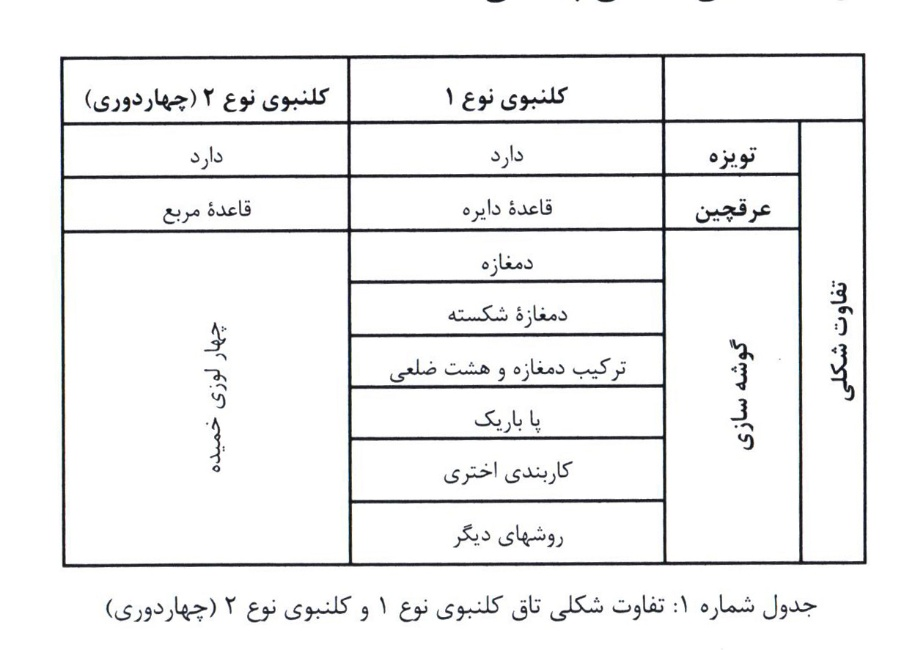 کلنبوی نوع ۱
کلنبوی نوع ۲ (چهاردوری)
تفاوت شکلی
تویزه
دارد
دارد
عرقچین
قاعدهٔ دایره
قاعدهٔ مربع
گوشه سازی
دمغازه
دمغازهٔ شکسته
ترکیب دمغازه و هشت ضلعی
پا باریک
کاربندی اختری
روشهای دیگر
چهار لوزی خمیده
جدول شماره ۱: تفاوت شکلی تاق کلنبوی نوع ۱ و کلنبوی نوع ۲ (چهاردوری)